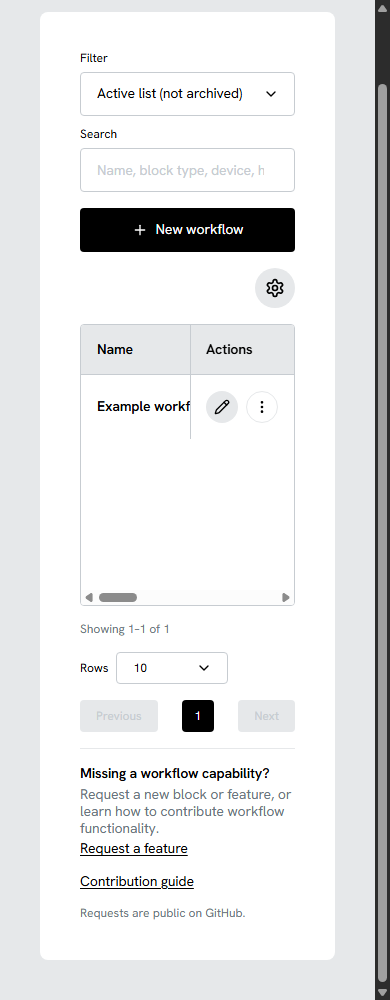 Filter
Active list (not archived)
Search
Name, block type, device, h
New workflow
Name Actions
Example workf
Showing 1–1 of 1
Rows 10
Previous 1 Next
Missing a workflow capability?
Request a new block or feature, or
learn how to contribute workflow
functionality.
Request a feature
Contribution guide
Requests are public on GitHub.